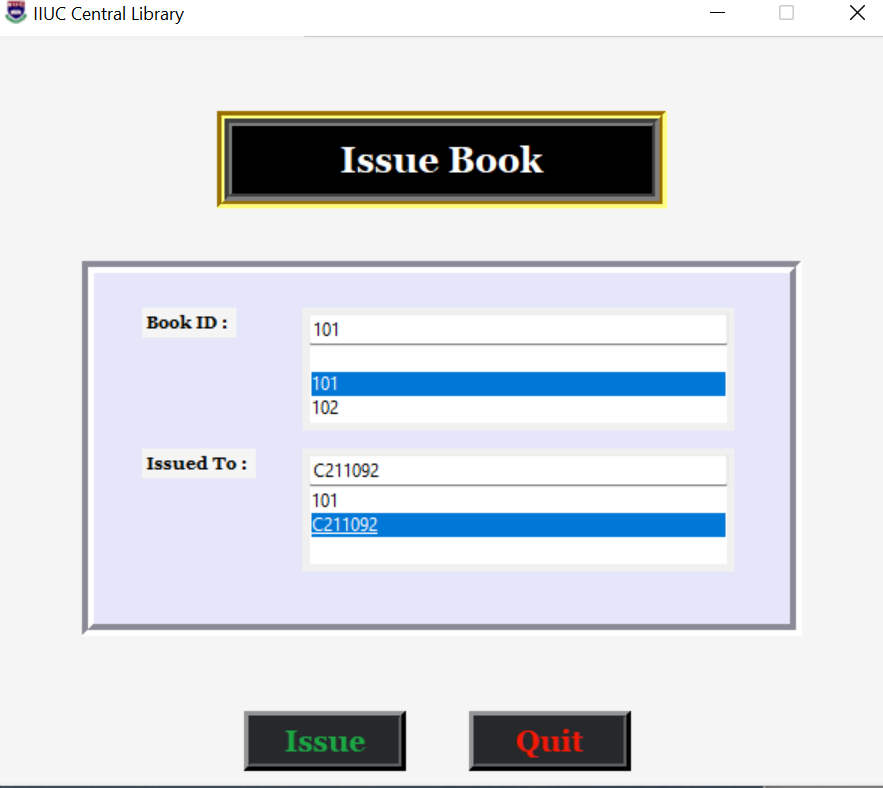 IIUC Central Library
Issue Book
Book ID :
101
101
102
Issued To :
C211092
101
C211092
Issue
Quit